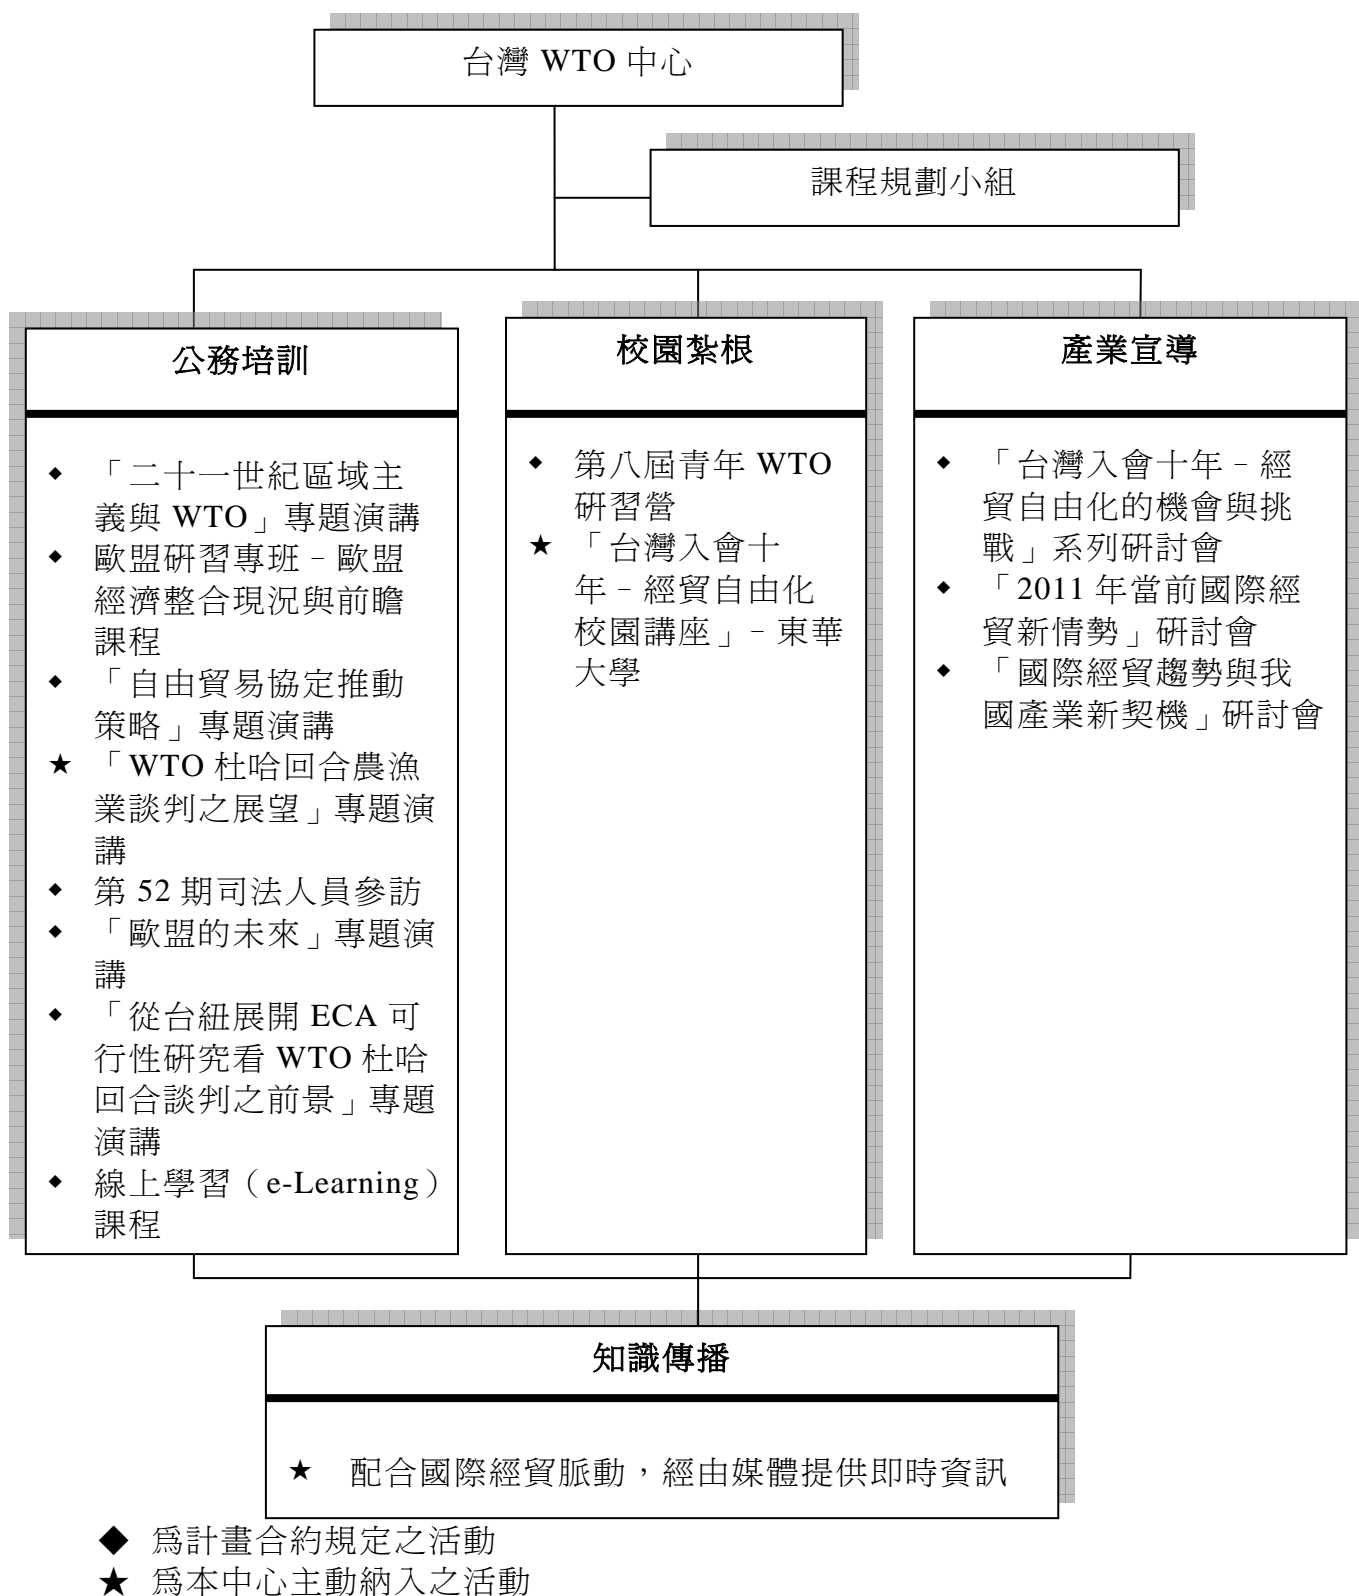 台灣 WTO 中心
課程規劃小組
公務培訓
◆ 「二十一世紀區域主
義與 WTO」專題演講
◆ 歐盟研習專班－歐盟
經濟整合現況與前瞻
課程
◆ 「自由貿易協定推動
策略」專題演講
★ 「WTO 杜哈回合農漁
業談判之展望」專題演
講
◆ 第 52 期司法人員參訪
◆ 「歐盟的未來」專題演
講
◆ 「從台紐展開 ECA 可
行性研究看 WTO 杜哈
回合談判之前景」專題
演講
◆ 線上學習（e-Learning）
課程
校園紮根
◆ 第八屆青年 WTO
研習營
★ 「台灣入會十
年－經貿自由化
校園講座」－東華
大學
產業宣導
◆ 「台灣入會十年－經
貿自由化的機會與挑
戰」系列研討會
◆ 「2011 年當前國際經
貿新情勢」研討會
◆ 「國際經貿趨勢與我
國產業新契機」研討會
知識傳播
★ 配合國際經貿脈動，經由媒體提供即時資訊
◆ 為計畫合約規定之活動
★ 為本中心主動納入之活動